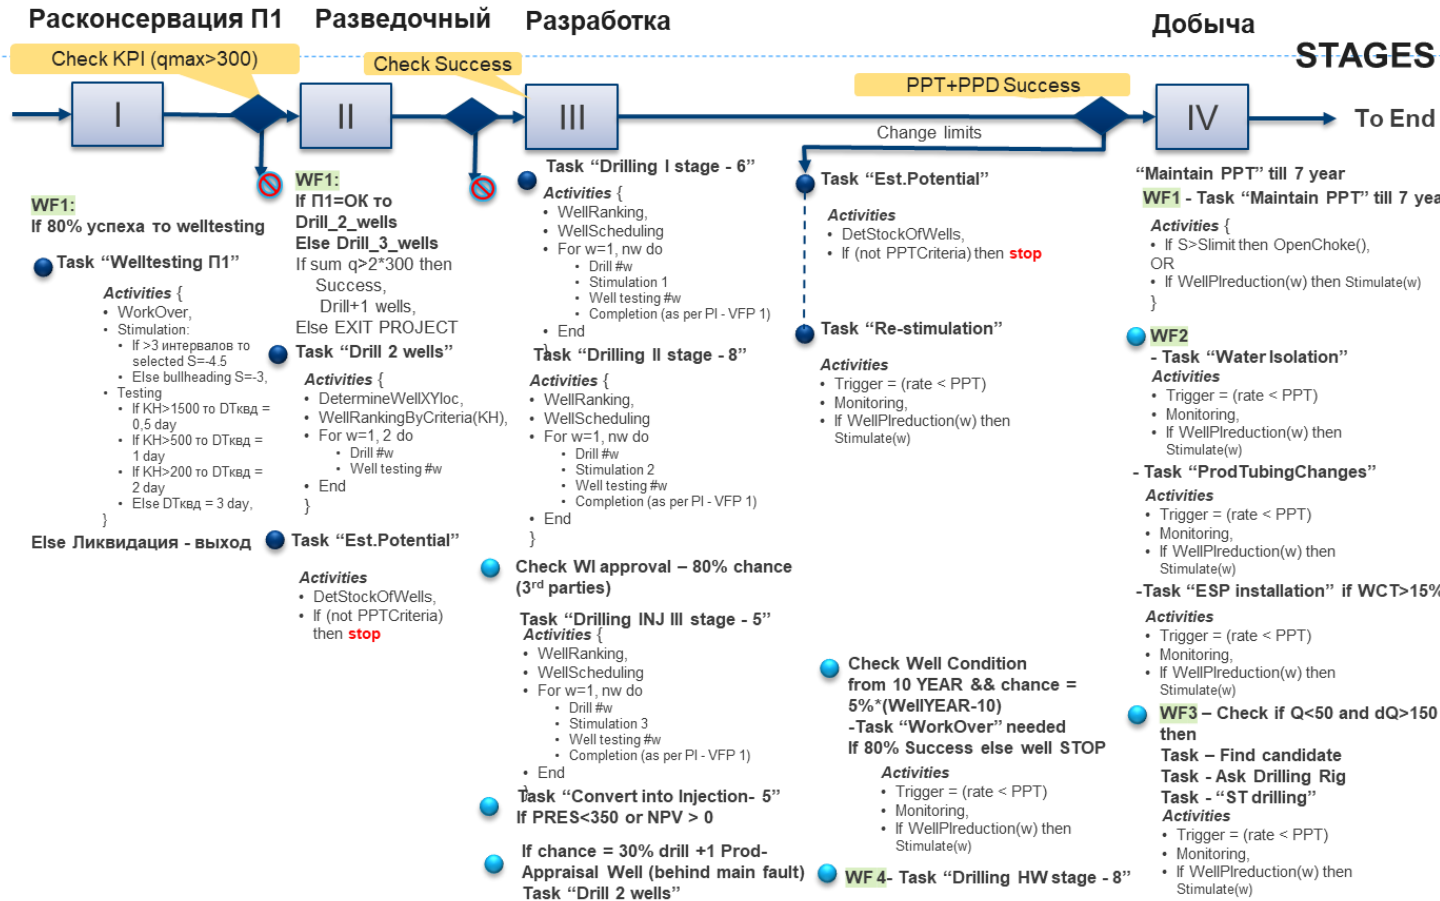 Расконсервация П1
Разведочный
Разработка
Добыча
STAGES
Check KPI (qmax>300)
Check Success
PPT+PPD Success
I
II
III
IV
To End
Change limits
WF1:
If 80% успеха то welltesting
Task “Welltesting П1”
Activities {
• WorkOver,
• Stimulation:
• If >3 интервалов то
selected S=-4.5
• Else bullheading S=-3,
• Testing
• If KH>1500 то DTквд =
0,5 day
• If KH>500 то DTквд =
1 day
• If KH>200 то DTквд =
2 day
• Else DTквд = 3 day,
}
Else Ликвидация - выход
WF1:
If П1=ОК то
Drill_2_wells
Else Drill_3_wells
If sum q>2*300 then
Success,
Drill+1 wells,
Else EXIT PROJECT
Task “Drill 2 wells”
Activities {
• DetermineWellXYloc,
• WellRankingByCriteria(KH),
• For w=1, 2 do
• Drill #w
• Well testing #w
• End
}
Task “Est.Potential”
Activities
• DetStockOfWells,
• If (not PPTCriteria)
then stop
Task “Drilling I stage - 6”
Activities {
• WellRanking,
• WellScheduling
• For w=1, nw do
• Drill #w
• Stimulation 1
• Well testing #w
• Completion (as per PI - VFP 1)
• End
}
Task “Drilling II stage - 8”
Activities {
• WellRanking,
• WellScheduling
• For w=1, nw do
• Drill #w
• Stimulation 2
• Well testing #w
• Completion (as per PI - VFP 1)
• End
}
Check WI approval – 80% chance
(3rd parties)
Task “Drilling INJ III stage - 5”
Activities {
• WellRanking,
• WellScheduling
• For w=1, nw do
• Drill #w
• Stimulation 3
• Well testing #w
• Completion (as per PI - VFP 1)
• End
}
Task “Convert into Injection- 5”
If PRES<350 or NPV > 0
If chance = 30% drill +1 Prod-
Appraisal Well (behind main fault)
Task “Drill 2 wells”
Task “Est.Potential”
Activities
• DetStockOfWells,
• If (not PPTCriteria) then stop
Task “Re-stimulation”
Activities
• Trigger = (rate < PPT)
• Monitoring,
• If WellPIreduction(w) then
Stimulate(w)
Check Well Condition
from 10 YEAR && chance =
5%*(WellYEAR-10)
-Task “WorkOver” needed
If 80% Success else well STOP
Activities
• Trigger = (rate < PPT)
• Monitoring,
• If WellPIreduction(w) then
Stimulate(w)
WF 4- Task “Drilling HW stage - 8”
“Maintain PPT” till 7 year
WF1 - Task “Maintain PPT” till 7 yea
Activities {
• If S>Slimit then OpenChoke(),
OR
• If WellPIreduction(w) then Stimulate(w)
}
WF2
- Task “Water Isolation”
Activities
• Trigger = (rate < PPT)
• Monitoring,
• If WellPIreduction(w) then
Stimulate(w)
- Task “ProdTubingChanges”
Activities
• Trigger = (rate < PPT)
• Monitoring,
• If WellPIreduction(w) then
Stimulate(w)
-Task “ESP installation” if WCT>15%
Activities
• Trigger = (rate < PPT)
• Monitoring,
• If WellPIreduction(w) then
Stimulate(w)
WF3 – Check if Q<50 and dQ>150
then
Task – Find candidate
Task - Ask Drilling Rig
Task - “ST drilling”
Activities
• Trigger = (rate < PPT)
• Monitoring,
• If WellPIreduction(w) then
Stimulate(w)